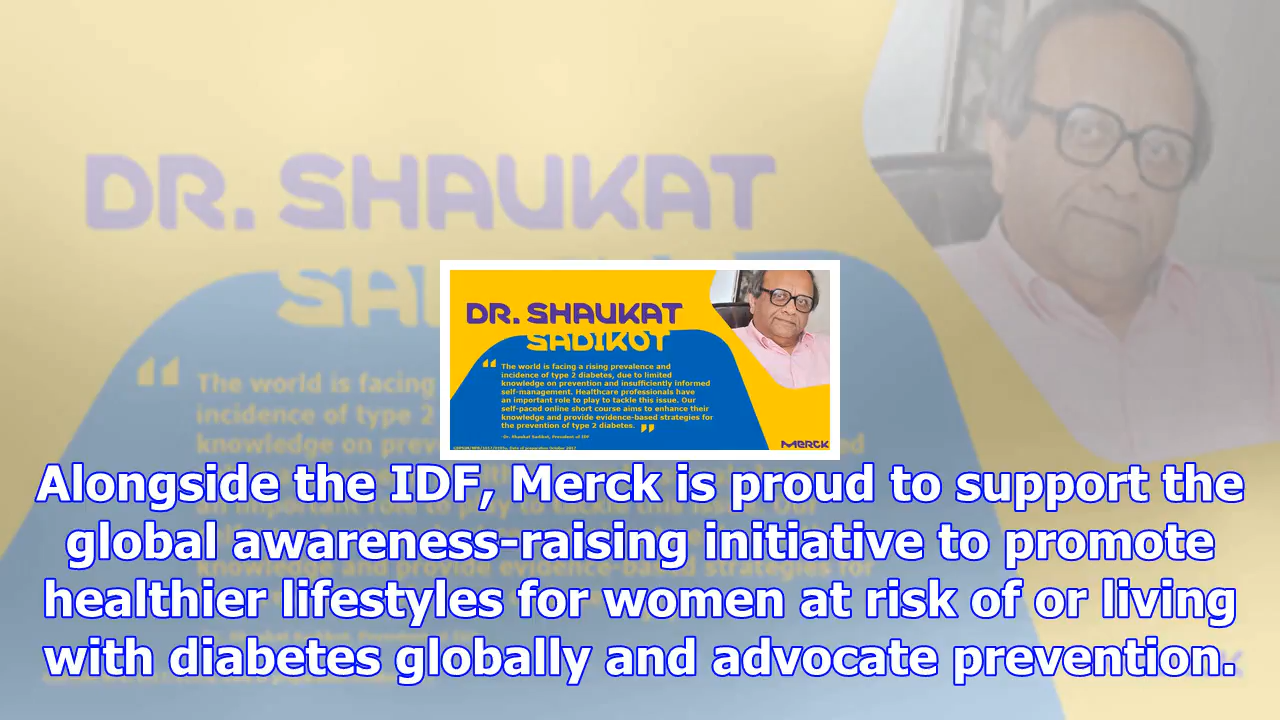 DR. SHAUKAT
SADIKOT
The world is facing a rising prevalence and
incidence of type 2 diabetes, due to limited
knowledge on prevention and insufficiently informed
self-management. Healthcare professionals have
an important role to play to tackle this issue. Our
self-paced online short course aims to enhance their
knowledge and provide evidence-based strategies for
the prevention of type 2 diabetes.
-Dr. Shaukat Sadikot, President of IDF
MERCK
Alongside the IDF, Merck is proud to support the
global awareness-raising initiative to promote
healthier lifestyles for women at risk of or living
with diabetes globally and advocate prevention.